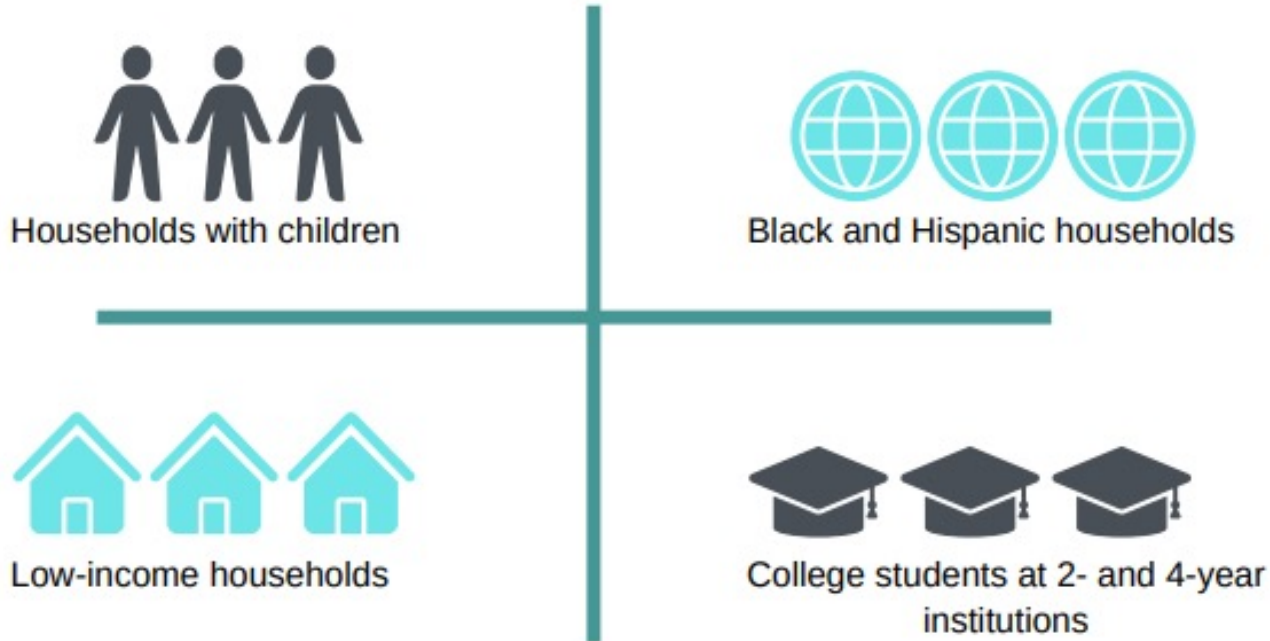 Households with children
Black and Hispanic households
Low-income households
College students at 2- and 4-year
institutions